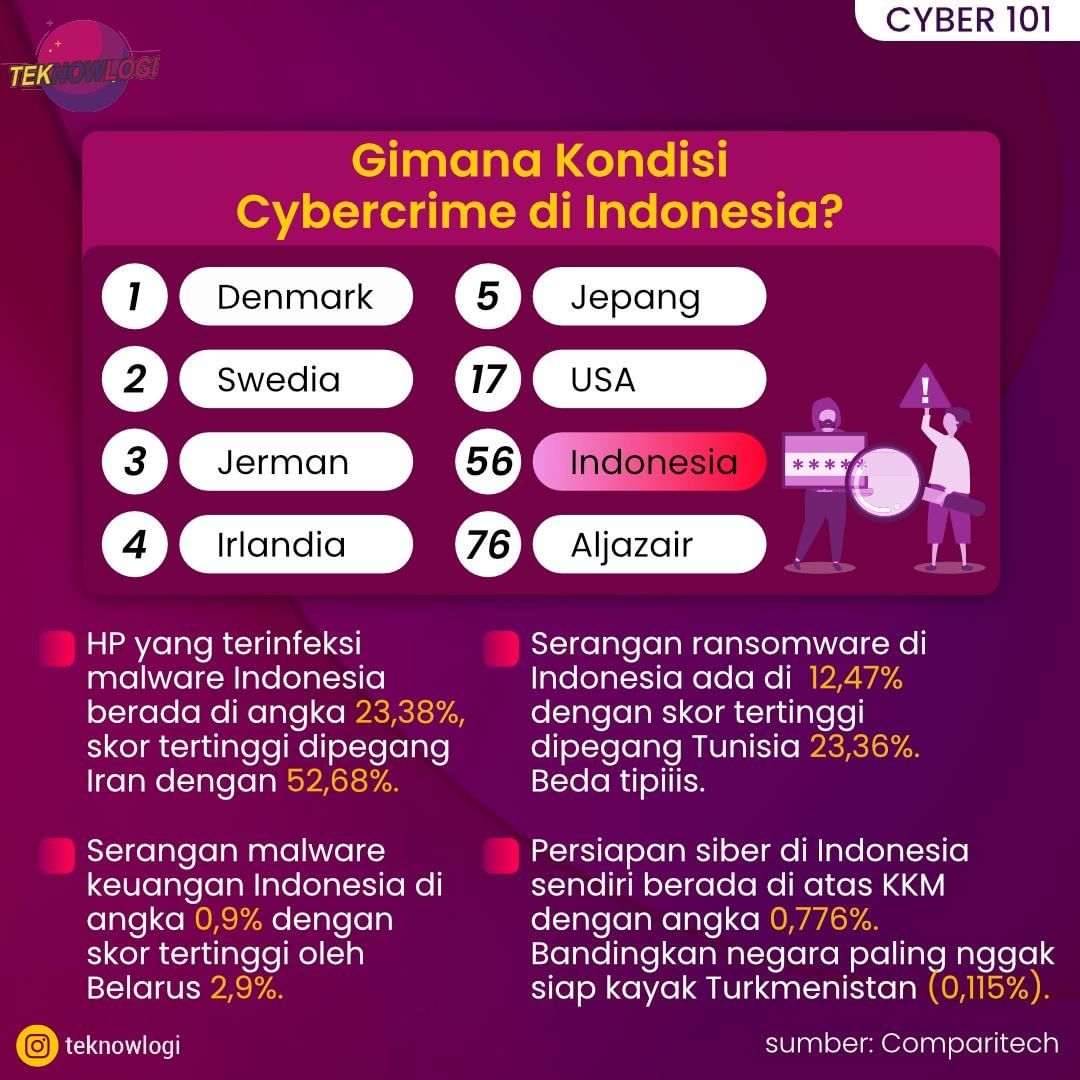 CYBER 101
TEKNOWLOGI
Gimana Kondisi
Cybercrime di Indonesia?
1 Denmark
2 Swedia
3 Jerman
4 Irlandia
5 Jepang
17 USA
56 Indonesia
76 Aljazair
!
*****
HP yang terinfeksi
malware Indonesia
berada di angka 23,38%,
skor tertinggi dipegang
Iran dengan 52,68%.
Serangan ransomware di
Indonesia ada di 12,47%
dengan skor tertinggi
dipegang Tunisia 23,36%.
Beda tipiiis.
Serangan malware
keuangan Indonesia di
angka 0,9% dengan
skor tertinggi oleh
Belarus 2,9%.
Persiapan siber di Indonesia
sendiri berada di atas KKM
dengan angka 0,776%.
Bandingkan negara paling nggak
siap kayak Turkmenistan (0,115%).
teknowlogi
sumber: Comparitech